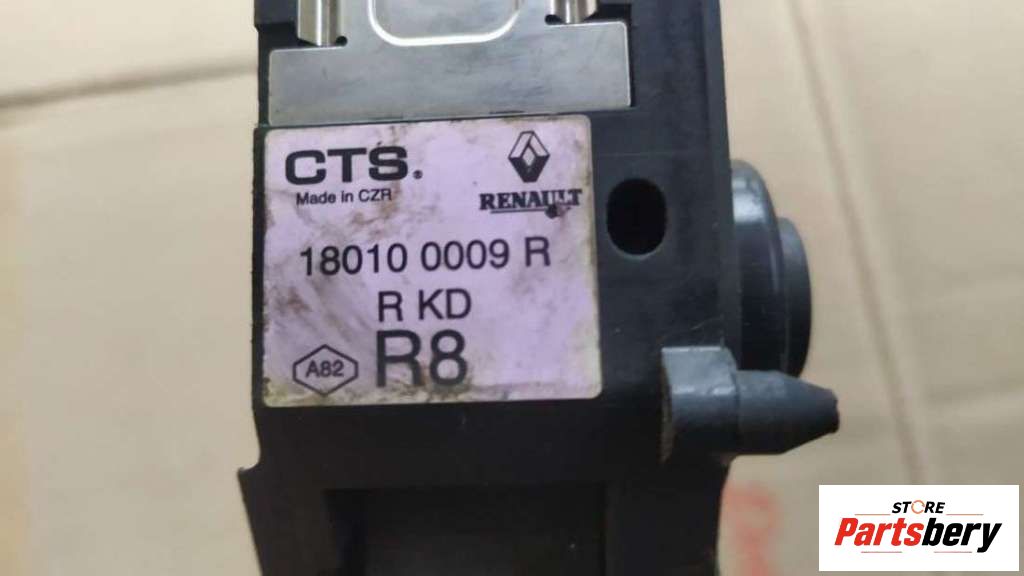 CTS®
Made in CZR
RENAULT
18010 0009 R
R KD
A82
R8
STORE
Partsbery